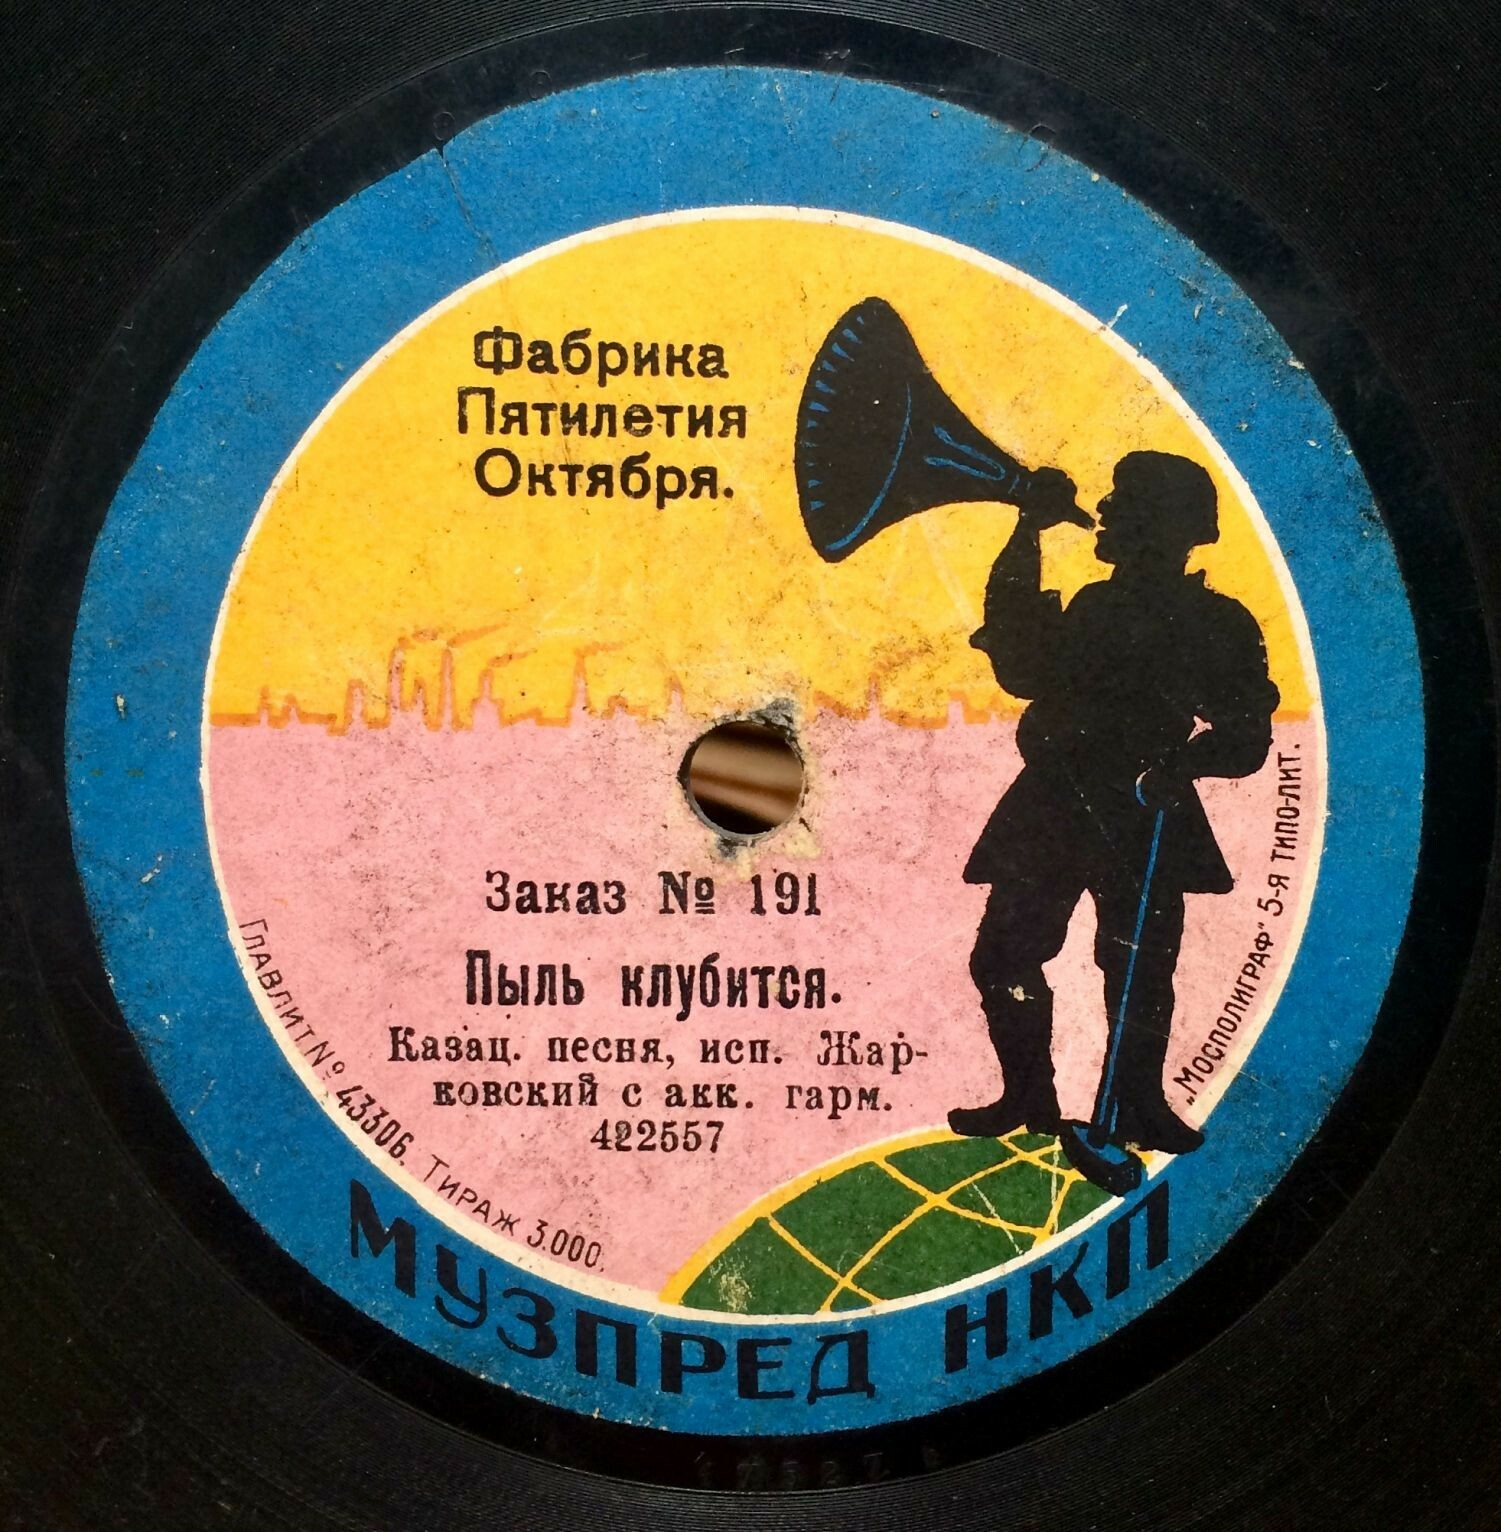 Фабрика
Пятилетия
Октября.
Заказ № 191
Пыль клубится.
Казац. песня, исп. Жар-
ковский с акк. гарм.
422557
Главлит № 43306. Тираж 3.000.
„Мосполиграф“ 5-я типо-лит.
МУЗПРЕД НКП